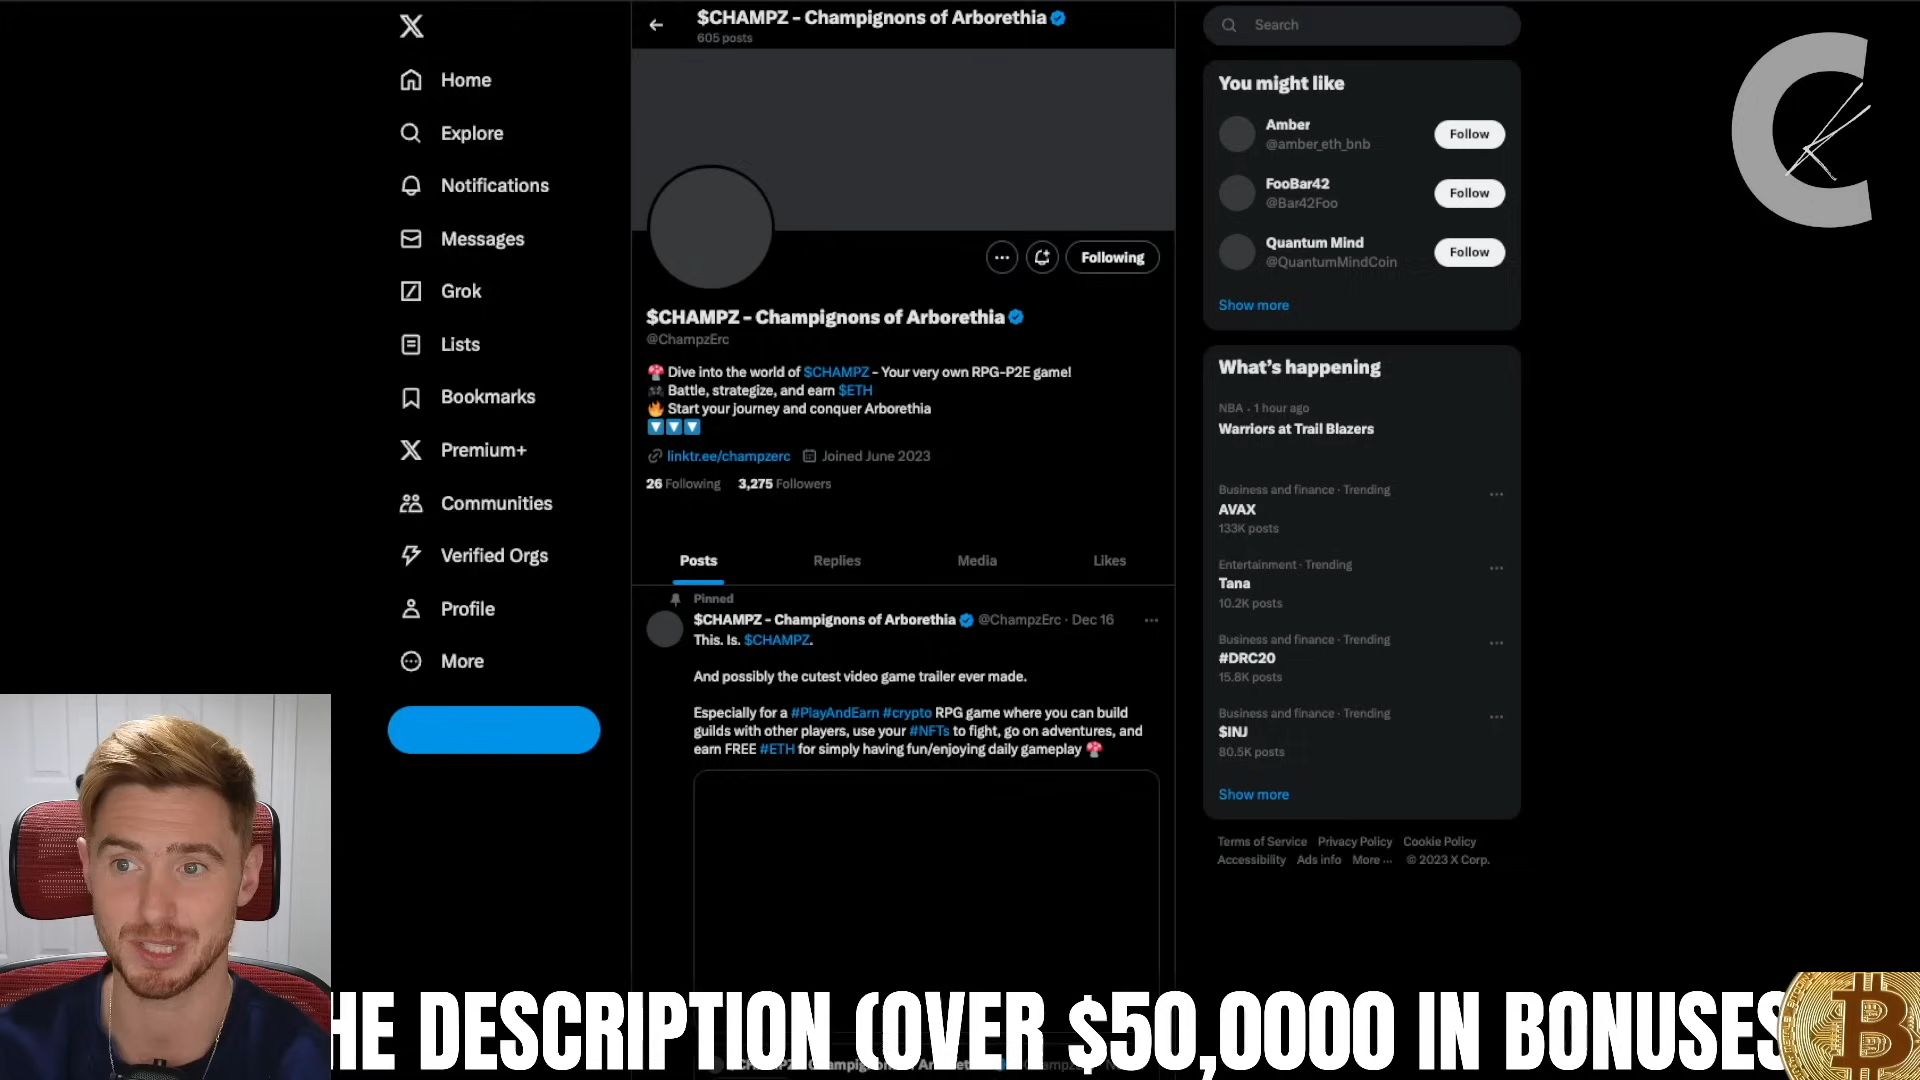 $CHAMPZ - Champignons of Arborethia
605 posts
Home
Explore
Notifications
Messages
Grok
Lists
Bookmarks
Premium+
Communities
Verified Orgs
Profile
More
Following
$CHAMPZ - Champignons of Arborethia
@ChampzErc
🍄 Dive into the world of $CHAMPZ - Your very own RPG-P2E game!
🎮 Battle, strategize, and earn $ETH
🔥 Start your journey and conquer Arborethia
🔽🔽🔽
linktr.ee/champzerc Joined June 2023
26 Following 3,275 Followers
Posts Replies Media Likes
Pinned
$CHAMPZ - Champignons of Arborethia @ChampzErc · Dec 16
This. Is. $CHAMPZ.
And possibly the cutest video game trailer ever made.
Especially for a #PlayAndEarn #crypto RPG game where you can build
guilds with other players, use your #NFTs to fight, go on adventures, and
earn FREE #ETH for simply having fun/enjoying daily gameplay 🍄
Search
You might like
Amber
@amber_eth_bnb
Follow
FooBar42
@Bar42Foo
Follow
Quantum Mind
@QuantumMindCoin
Follow
Show more
What's happening
NBA · 1 hour ago
Warriors at Trail Blazers
Business and finance · Trending
AVAX
133K posts
Entertainment · Trending
Tana
10.2K posts
Business and finance · Trending
#DRC20
15.8K posts
Business and finance · Trending
$INJ
80.5K posts
Show more
Terms of Service Privacy Policy Cookie Policy
Accessibility Ads info More ··· © 2023 X Corp.
HE DESCRIPTION (OVER $50,0000 IN BONUSES